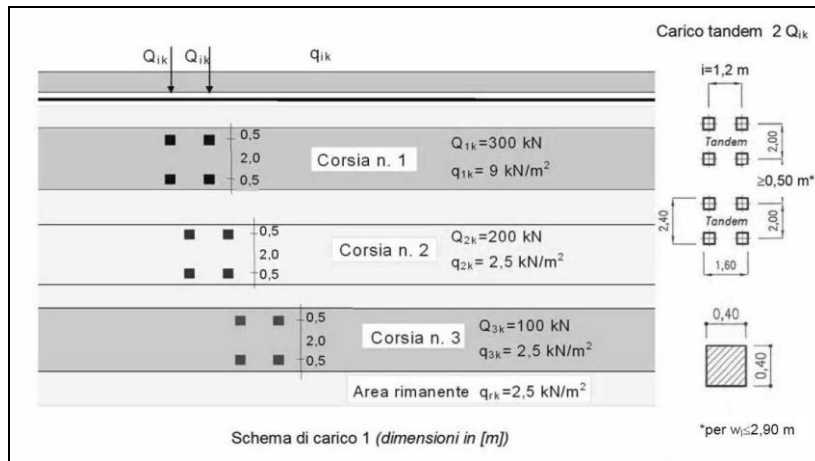 Carico tandem 2 Qik
Qik Qik qik
i=1,2 m
Tandem
2,00
≥0,50 m*
Tandem
2,40
2,00
1,60
0,40
0,40
*per wl≤2,90 m
0,5
2,0
0,5
Corsia n. 1
Q1k=300 kN
q1k= 9 kN/m²
0,5
2,0
0,5
Corsia n. 2
Q2k=200 kN
q2k= 2,5 kN/m²
0,5
2,0
0,5
Corsia n. 3
Q3k=100 kN
q3k= 2,5 kN/m²
Area rimanente qrk=2,5 kN/m²
Schema di carico 1 (dimensioni in [m])